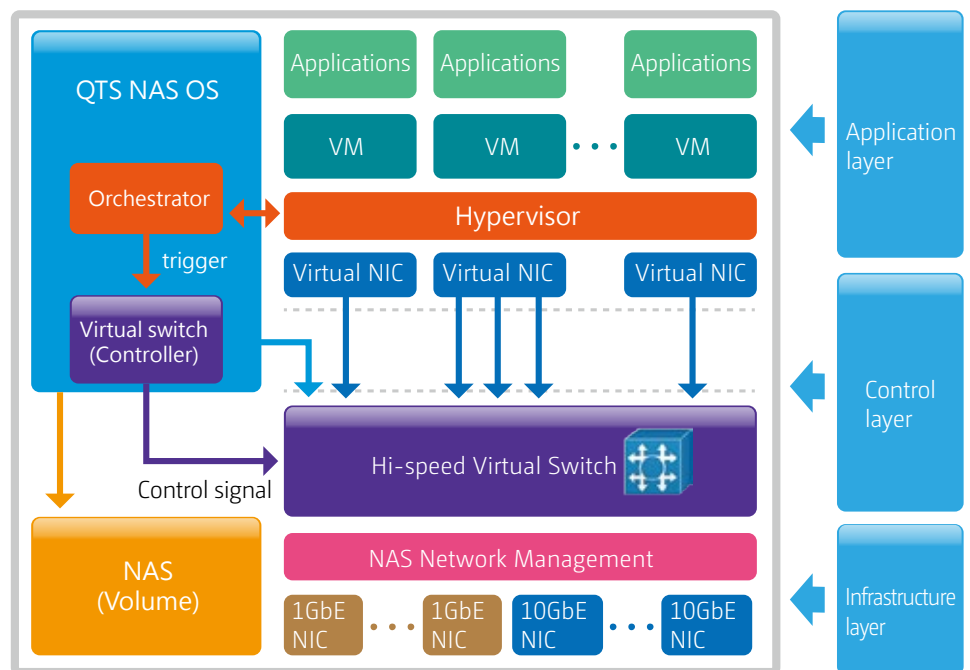 QTS NAS OS
Orchestrator
trigger
Virtual switch
(Controller)
Control signal
NAS
(Volume)
Applications
Applications
Applications
VM
VM
VM
Hypervisor
Virtual NIC
Virtual NIC
Virtual NIC
Hi-speed Virtual Switch
NAS Network Management
1GbE
NIC
1GbE
NIC
10GbE
NIC
10GbE
NIC
Application
layer
Control
layer
Infrastructure
layer